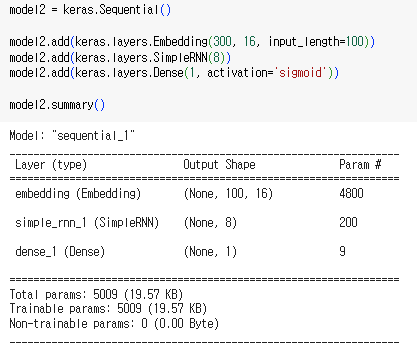 model2 = keras.Sequential()
model2.add(keras.layers.Embedding(300, 16, input_length=100))
model2.add(keras.layers.SimpleRNN(8))
model2.add(keras.layers.Dense(1, activation='sigmoid'))
model2.summary()
Model: "sequential_1"
_________________________________________________________________
Layer (type) Output Shape Param #
=================================================================
embedding (Embedding) (None, 100, 16) 4800
simple_rnn_1 (SimpleRNN) (None, 8) 200
dense_1 (Dense) (None, 1) 9
=================================================================
Total params: 5009 (19.57 KB)
Trainable params: 5009 (19.57 KB)
Non-trainable params: 0 (0.00 Byte)
_________________________________________________________________